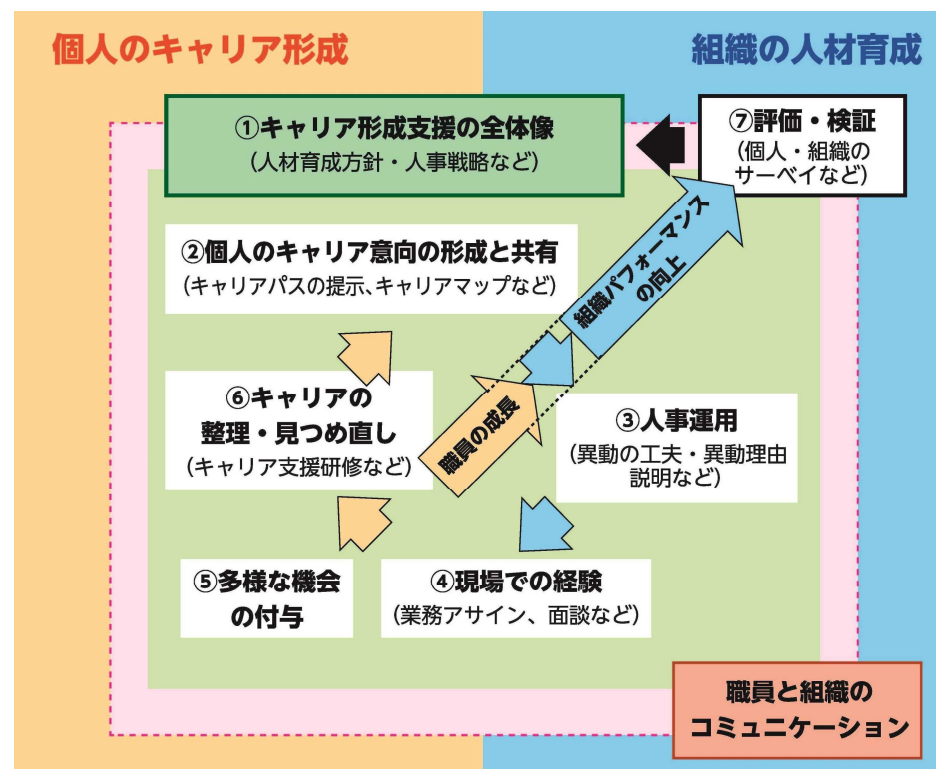 個人のキャリア形成
組織の人材育成
①キャリア形成支援の全体像
(人材育成方針・人事戦略など)
⑦評価・検証
(個人・組織の
サーベイなど)
②個人のキャリア意向の形成と共有
(キャリアパスの提示、キャリアマップなど)
組織パフォーマンス
の向上
⑥キャリアの
整理・見つめ直し
(キャリア支援研修など)
職員の成長
③人事運用
(異動の工夫・異動理由
説明など)
⑤多様な機会
の付与
④現場での経験
(業務アサイン、面談など)
職員と組織の
コミュニケーション